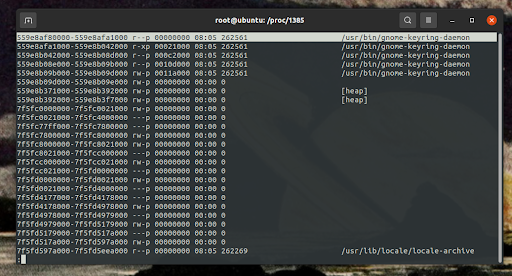 root@ubuntu: /proc/1385
559e8af80000-559e8afa1000 r--p 00000000 08:05 262561 /usr/bin/gnome-keyring-daemon
559e8afa1000-559e8b042000 r-xp 00021000 08:05 262561 /usr/bin/gnome-keyring-daemon
559e8b042000-559e8b08d000 r--p 000c2000 08:05 262561 /usr/bin/gnome-keyring-daemon
559e8b08e000-559e8b09b000 r--p 0010d000 08:05 262561 /usr/bin/gnome-keyring-daemon
559e8b09b000-559e8b09d000 rw-p 0011a000 08:05 262561 /usr/bin/gnome-keyring-daemon
559e8b09d000-559e8b09e000 rw-p 00000000 00:00 0
559e8b371000-559e8b392000 rw-p 00000000 00:00 0 [heap]
559e8b392000-559e8b3f7000 rw-p 00000000 00:00 0 [heap]
7f5fc0000000-7f5fc0021000 rw-p 00000000 00:00 0
7f5fc0021000-7f5fc4000000 ---p 00000000 00:00 0
7f5fc77ff000-7f5fc7800000 ---p 00000000 00:00 0
7f5fc7800000-7f5fc8000000 rw-p 00000000 00:00 0
7f5fc8000000-7f5fc8021000 rw-p 00000000 00:00 0
7f5fc8021000-7f5fcc000000 ---p 00000000 00:00 0
7f5fcc000000-7f5fcc021000 rw-p 00000000 00:00 0
7f5fcc021000-7f5fd0000000 ---p 00000000 00:00 0
7f5fd0000000-7f5fd0021000 rw-p 00000000 00:00 0
7f5fd0021000-7f5fd4000000 ---p 00000000 00:00 0
7f5fd4177000-7f5fd4178000 ---p 00000000 00:00 0
7f5fd4178000-7f5fd4978000 rw-p 00000000 00:00 0
7f5fd4978000-7f5fd4979000 ---p 00000000 00:00 0
7f5fd4979000-7f5fd5179000 rw-p 00000000 00:00 0
7f5fd5179000-7f5fd517a000 ---p 00000000 00:00 0
7f5fd517a000-7f5fd597a000 rw-p 00000000 00:00 0
7f5fd597a000-7f5fd5eea000 r--p 00000000 08:05 262269 /usr/lib/locale/locale-archive
: